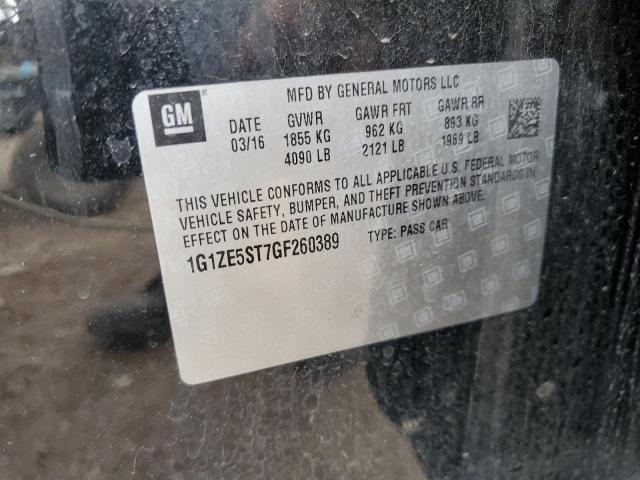 GM
MFD BY GENERAL MOTORS LLC
DATE GVWR GAWR FRT GAWR RR
03/16 1855 KG 962 KG 893 KG
4090 LB 2121 LB 1969 LB
THIS VEHICLE CONFORMS TO ALL APPLICABLE U.S. FEDERAL MOTOR
VEHICLE SAFETY, BUMPER, AND THEFT PREVENTION STANDARDS IN
EFFECT ON THE DATE OF MANUFACTURE SHOWN ABOVE.
1G1ZE5ST7GF260389 TYPE: PASS CAR